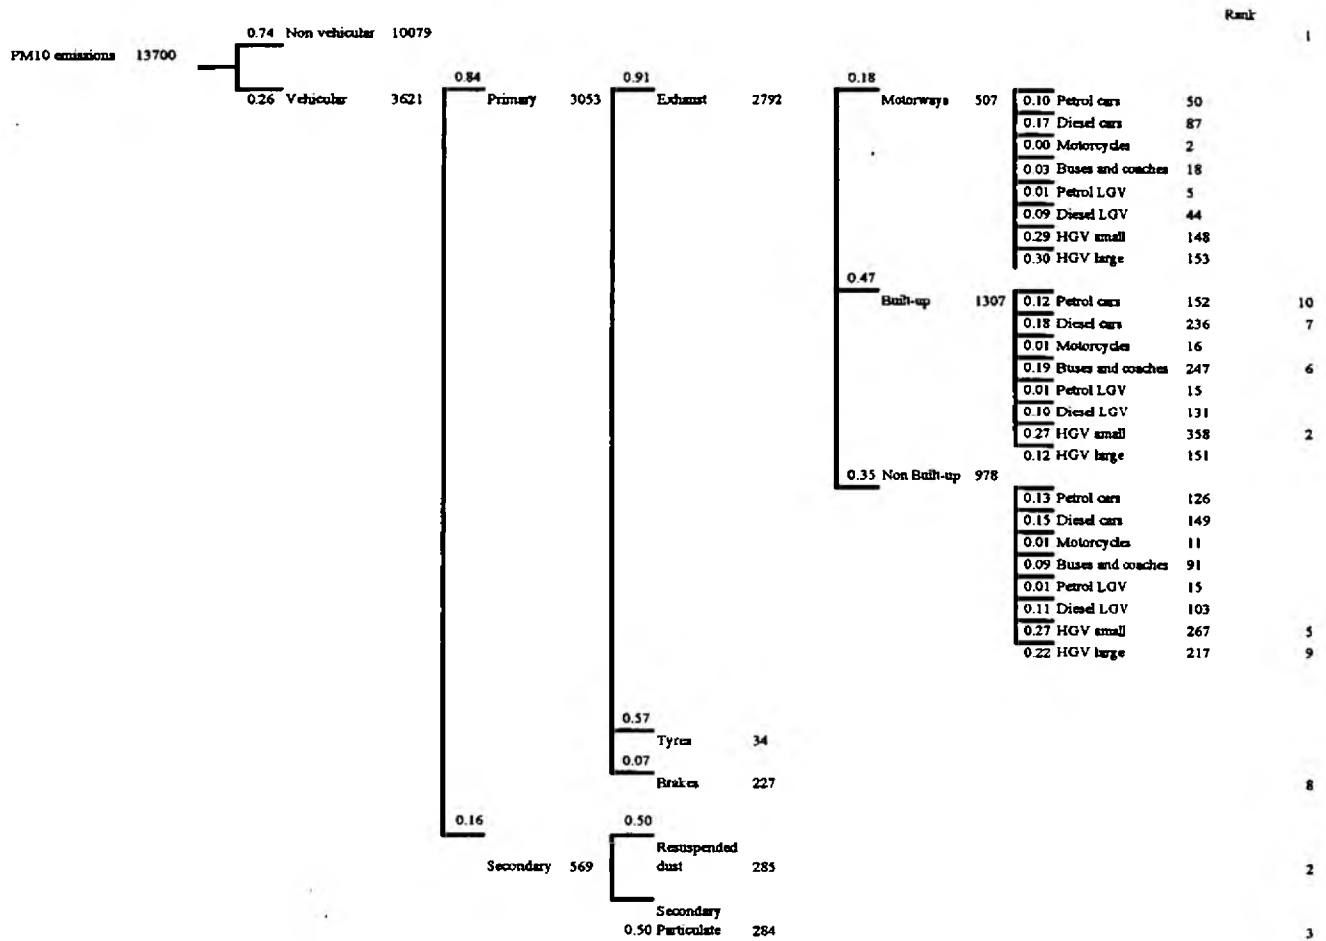 Rank
0.74 Non vehicular 10079 1
PM10 emissions 13700
0.84 0.91 0.18
0.26 Vehicular 3621 Primary 3053 Exhaust 2792 Motorways 507 0.10 Petrol cars 50
0.17 Diesel cars 87
0.00 Motorcycles 2
0.03 Buses and coaches 18
0.01 Petrol LGV 5
0.09 Diesel LGV 44
0.29 HGV small 148
0.30 HGV large 153
0.47
Built-up 1307 0.12 Petrol cars 152 10
0.18 Diesel cars 236 7
0.01 Motorcycles 16
0.19 Buses and coaches 247 6
0.01 Petrol LGV 15
0.10 Diesel LGV 131
0.27 HGV small 358 2
0.12 HGV large 151
0.35 Non Built-up 978
0.13 Petrol cars 126
0.15 Diesel cars 149
0.01 Motorcycles 11
0.09 Buses and coaches 91
0.01 Petrol LGV 15
0.11 Diesel LGV 103
0.27 HGV small 267 5
0.22 HGV large 217 9
0.57
Tyres 34
0.07
Brakes 227 8
0.16 0.50
Resuspended
Secondary 569 dust 285 2
Secondary
0.50 Particulate 284 3